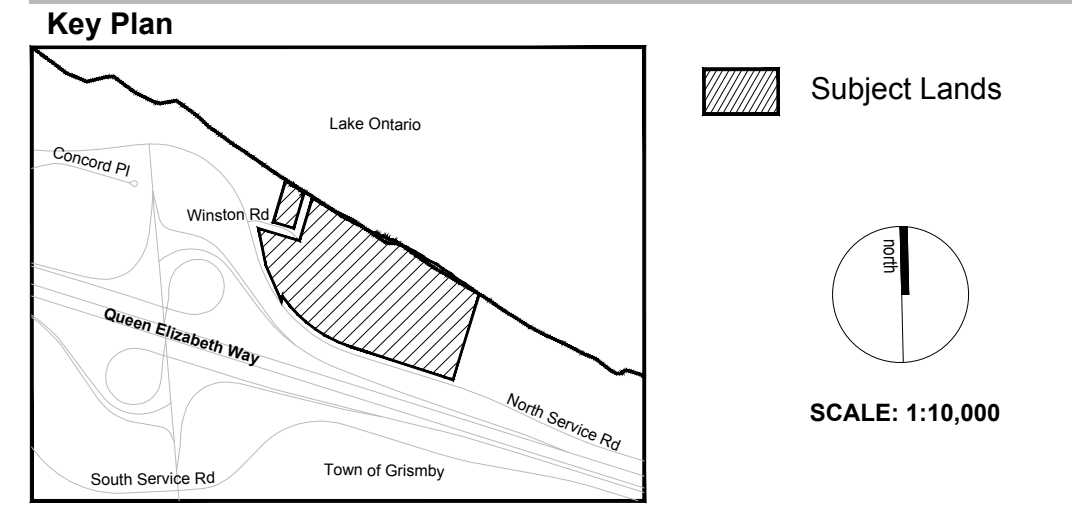 Key Plan
Lake Ontario
Concord Pl
Winston Rd
Queen Elizabeth Way
North Service Rd
South Service Rd
Town of Grismby
Subject Lands
north
SCALE: 1:10,000